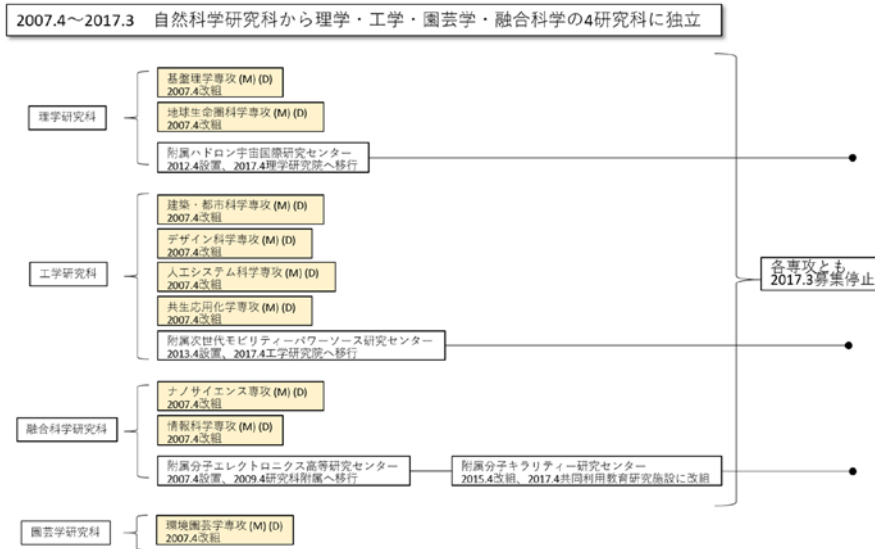 2007.4～2017.3 自然科学研究科から理学・工学・園芸学・融合科学の4研究科に独立
理学研究科
基盤理学専攻 (M) (D)
2007.4改組
地球生命圏科学専攻 (M) (D)
2007.4改組
附属ハドロン宇宙国際研究センター
2012.4設置、2017.4理学研究院へ移行
工学研究科
建築・都市科学専攻 (M) (D)
2007.4改組
デザイン科学専攻 (M) (D)
2007.4改組
人工システム科学専攻 (M) (D)
2007.4改組
共生応用化学専攻 (M) (D)
2007.4改組
附属次世代モビリティーパワーソース研究センター
2013.4設置、2017.4工学研究院へ移行
各専攻とも
2017.3募集停止
融合科学研究科
ナノサイエンス専攻 (M) (D)
2007.4改組
情報科学専攻 (M) (D)
2007.4改組
附属分子エレクトロニクス高等研究センター
2007.4設置、2009.4研究科附属へ移行
附属分子キラリティー研究センター
2015.4改組、2017.4共同利用教育研究施設に改組
園芸学研究科
環境園芸学専攻 (M) (D)
2007.4改組